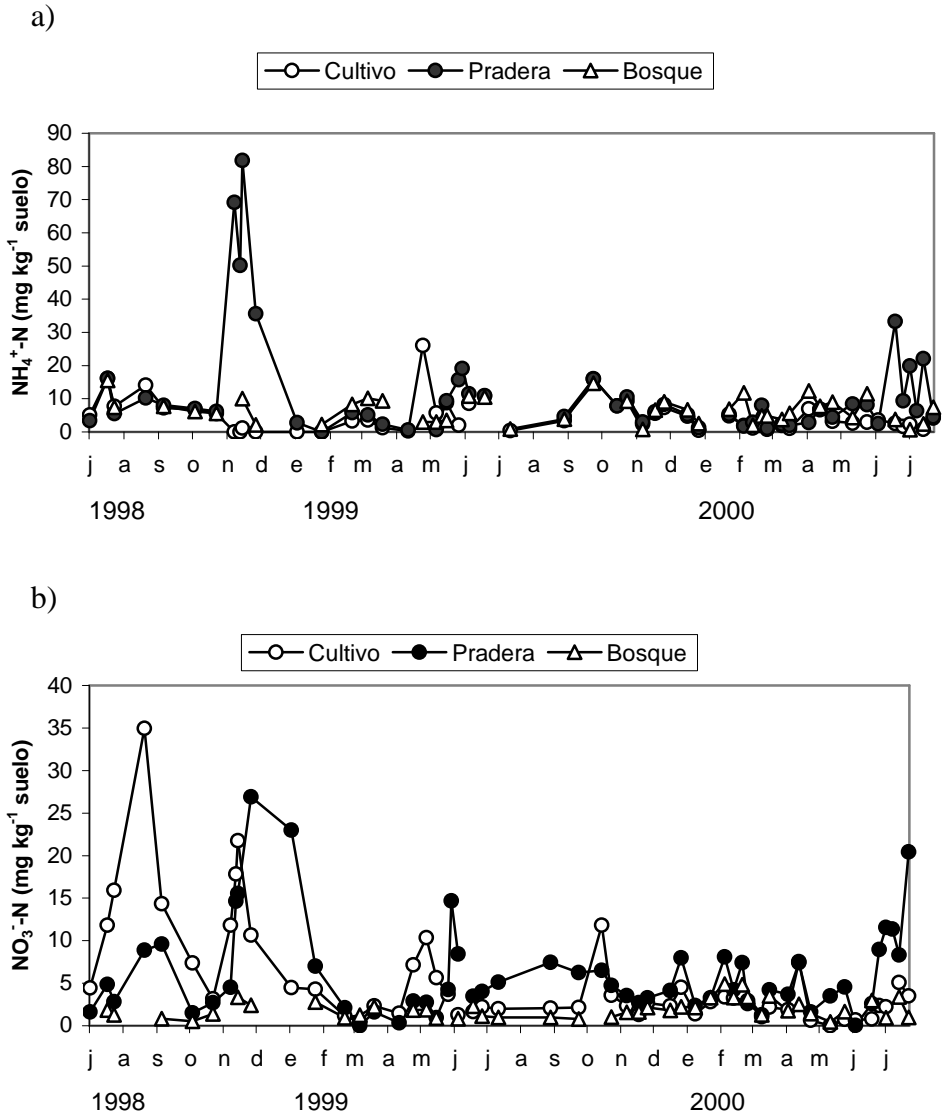 a)
Cultivo Pradera Bosque
NH₄⁺-N (mg kg⁻¹ suelo)
90
80
70
60
50
40
30
20
10
0
j a s o n d e f m a m j j a s o n d e f m a m j j
1998 1999 2000
b)
Cultivo Pradera Bosque
NO₃⁻-N (mg kg⁻¹ suelo)
40
35
30
25
20
15
10
5
0
j a s o n d e f m a m j j a s o n d e f m a m j j
1998 1999 2000